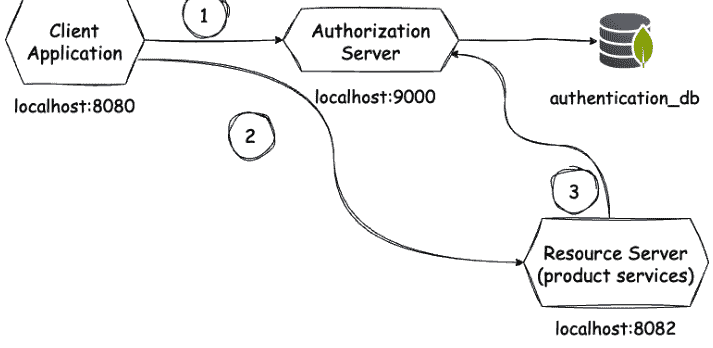 1
Client
Application
Authorization
Server
localhost:8080
localhost:9000
authentication_db
2
3
Resource Server
(product services)
localhost:8082